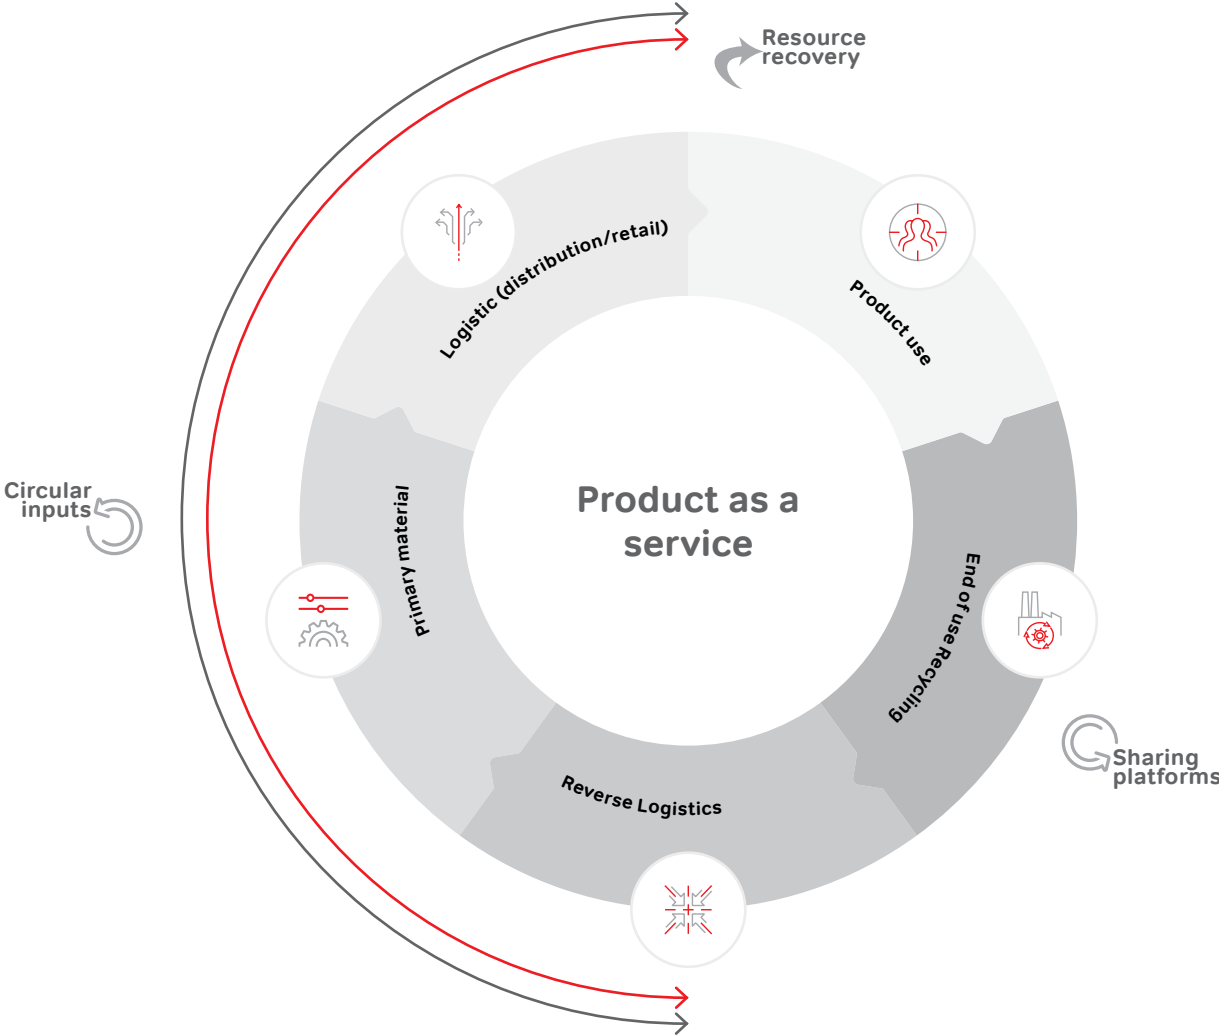 Resource
recovery
Logistic (distribution/retail)
Product use
Circular
inputs
Primary material
Product as a
service
End of use Recycling
Sharing
platforms
Reverse Logistics